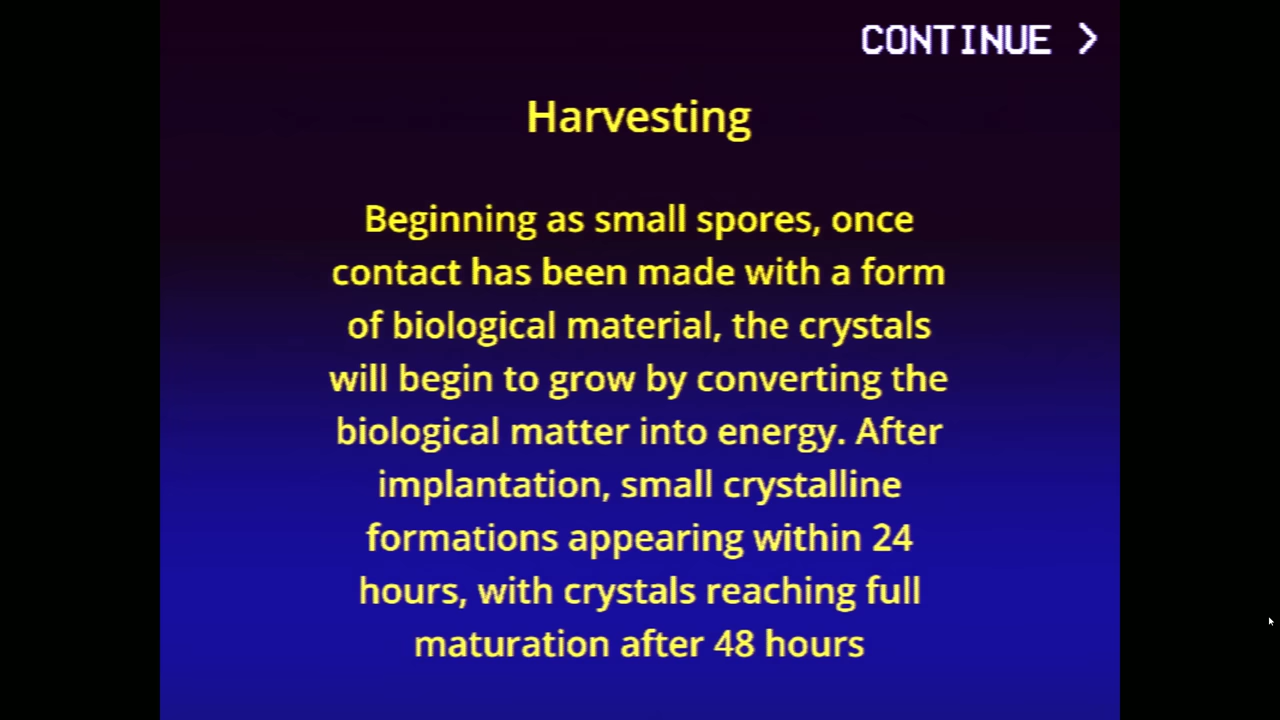 CONTINUE >
Harvesting
Beginning as small spores, once
contact has been made with a form
of biological material, the crystals
will begin to grow by converting the
biological matter into energy. After
implantation, small crystalline
formations appearing within 24
hours, with crystals reaching full
maturation after 48 hours